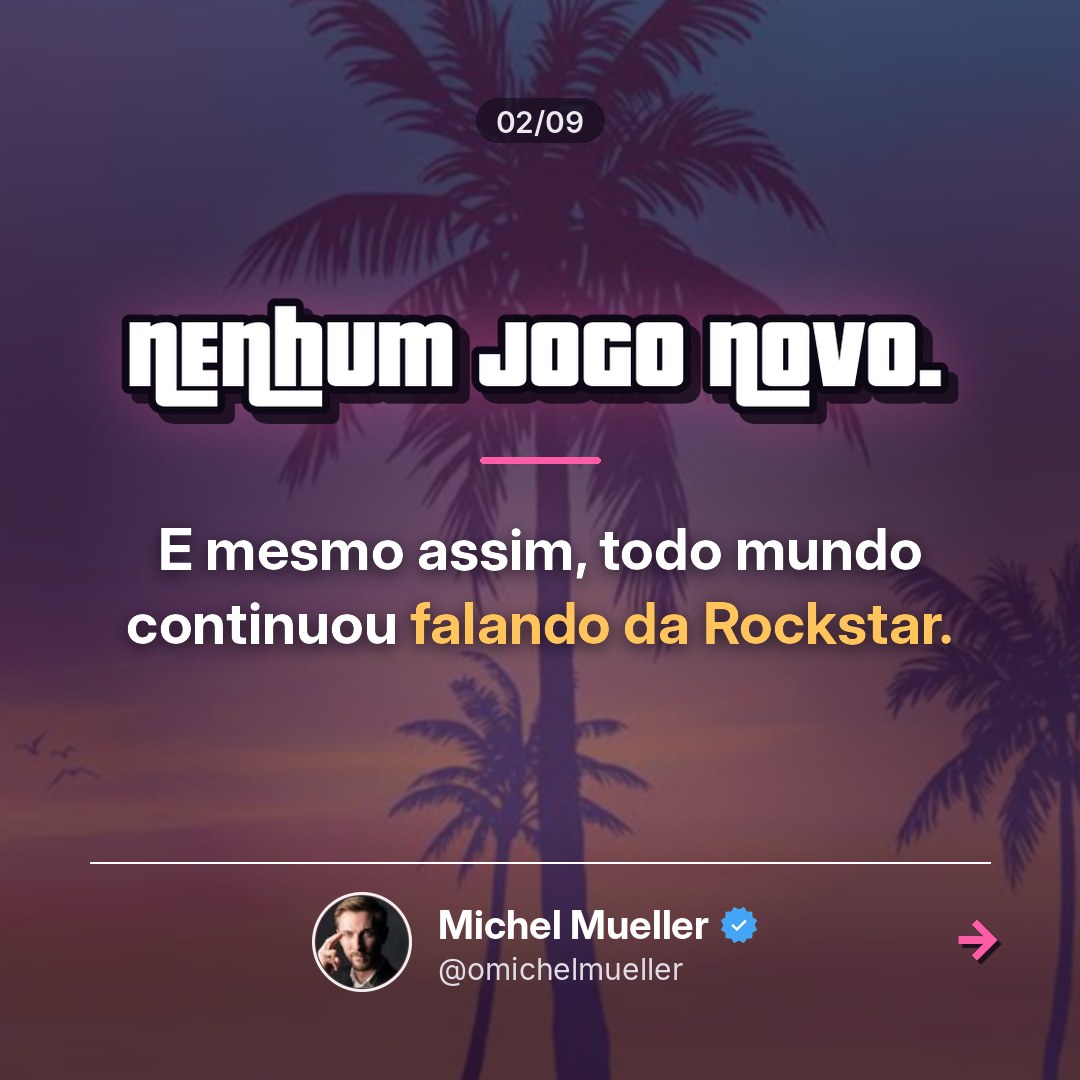 02/09
NENHUM JOGO NOVO.
E mesmo assim, todo mundo
continuou falando da Rockstar.
Michel Mueller
@omichelmueller